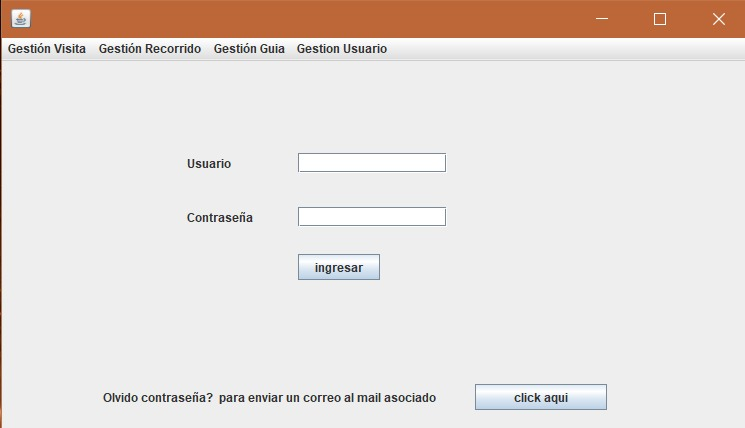 Gestión Visita Gestión Recorrido Gestión Guia Gestion Usuario
Usuario
Contraseña
ingresar
Olvido contraseña? para enviar un correo al mail asociado click aqui